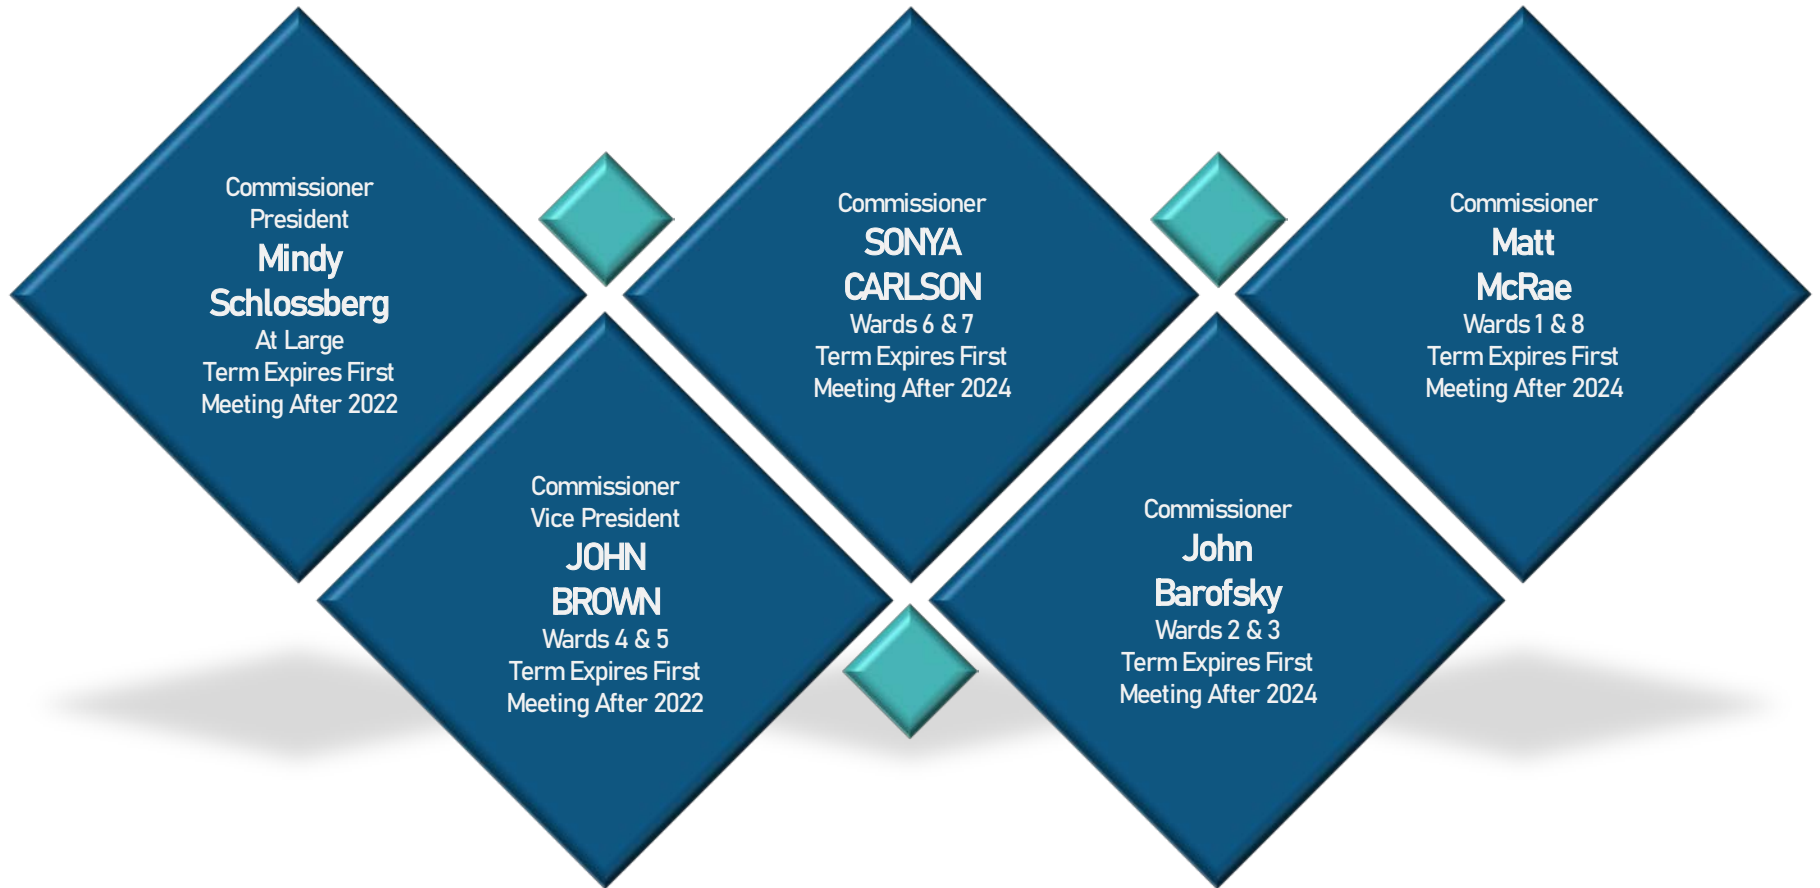 Commissioner
President
Mindy
Schlossberg
At Large
Term Expires First
Meeting After 2022
Commissioner
Vice President
JOHN
BROWN
Wards 4 & 5
Term Expires First
Meeting After 2022
Commissioner
SONYA
CARLSON
Wards 6 & 7
Term Expires First
Meeting After 2024
Commissioner
John
Barofsky
Wards 2 & 3
Term Expires First
Meeting After 2024
Commissioner
Matt
McRae
Wards 1 & 8
Term Expires First
Meeting After 2024